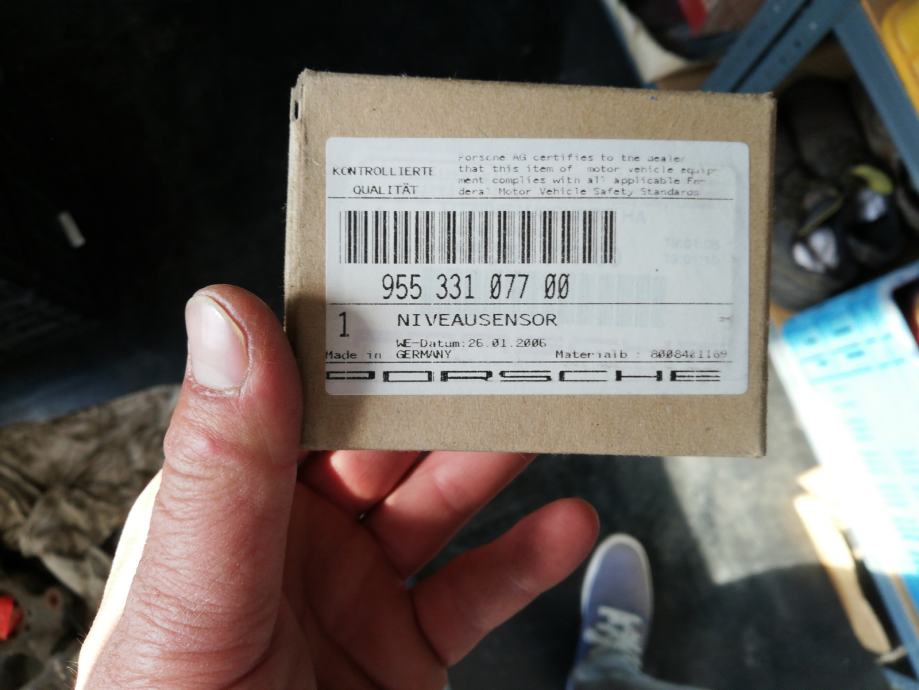 KONTROLLIERTE
QUALITÄT
Porsche AG certifies to the dealer
that this item of motor vehicle equip-
ment complies with all applicable Fe-
deral Motor Vehicle Safety Standards
955 331 077 00
1 NIVEAUSENSOR
WE-Datum:26.01.2006
Made in GERMANY Materialb : 8008421169
PORSCHE